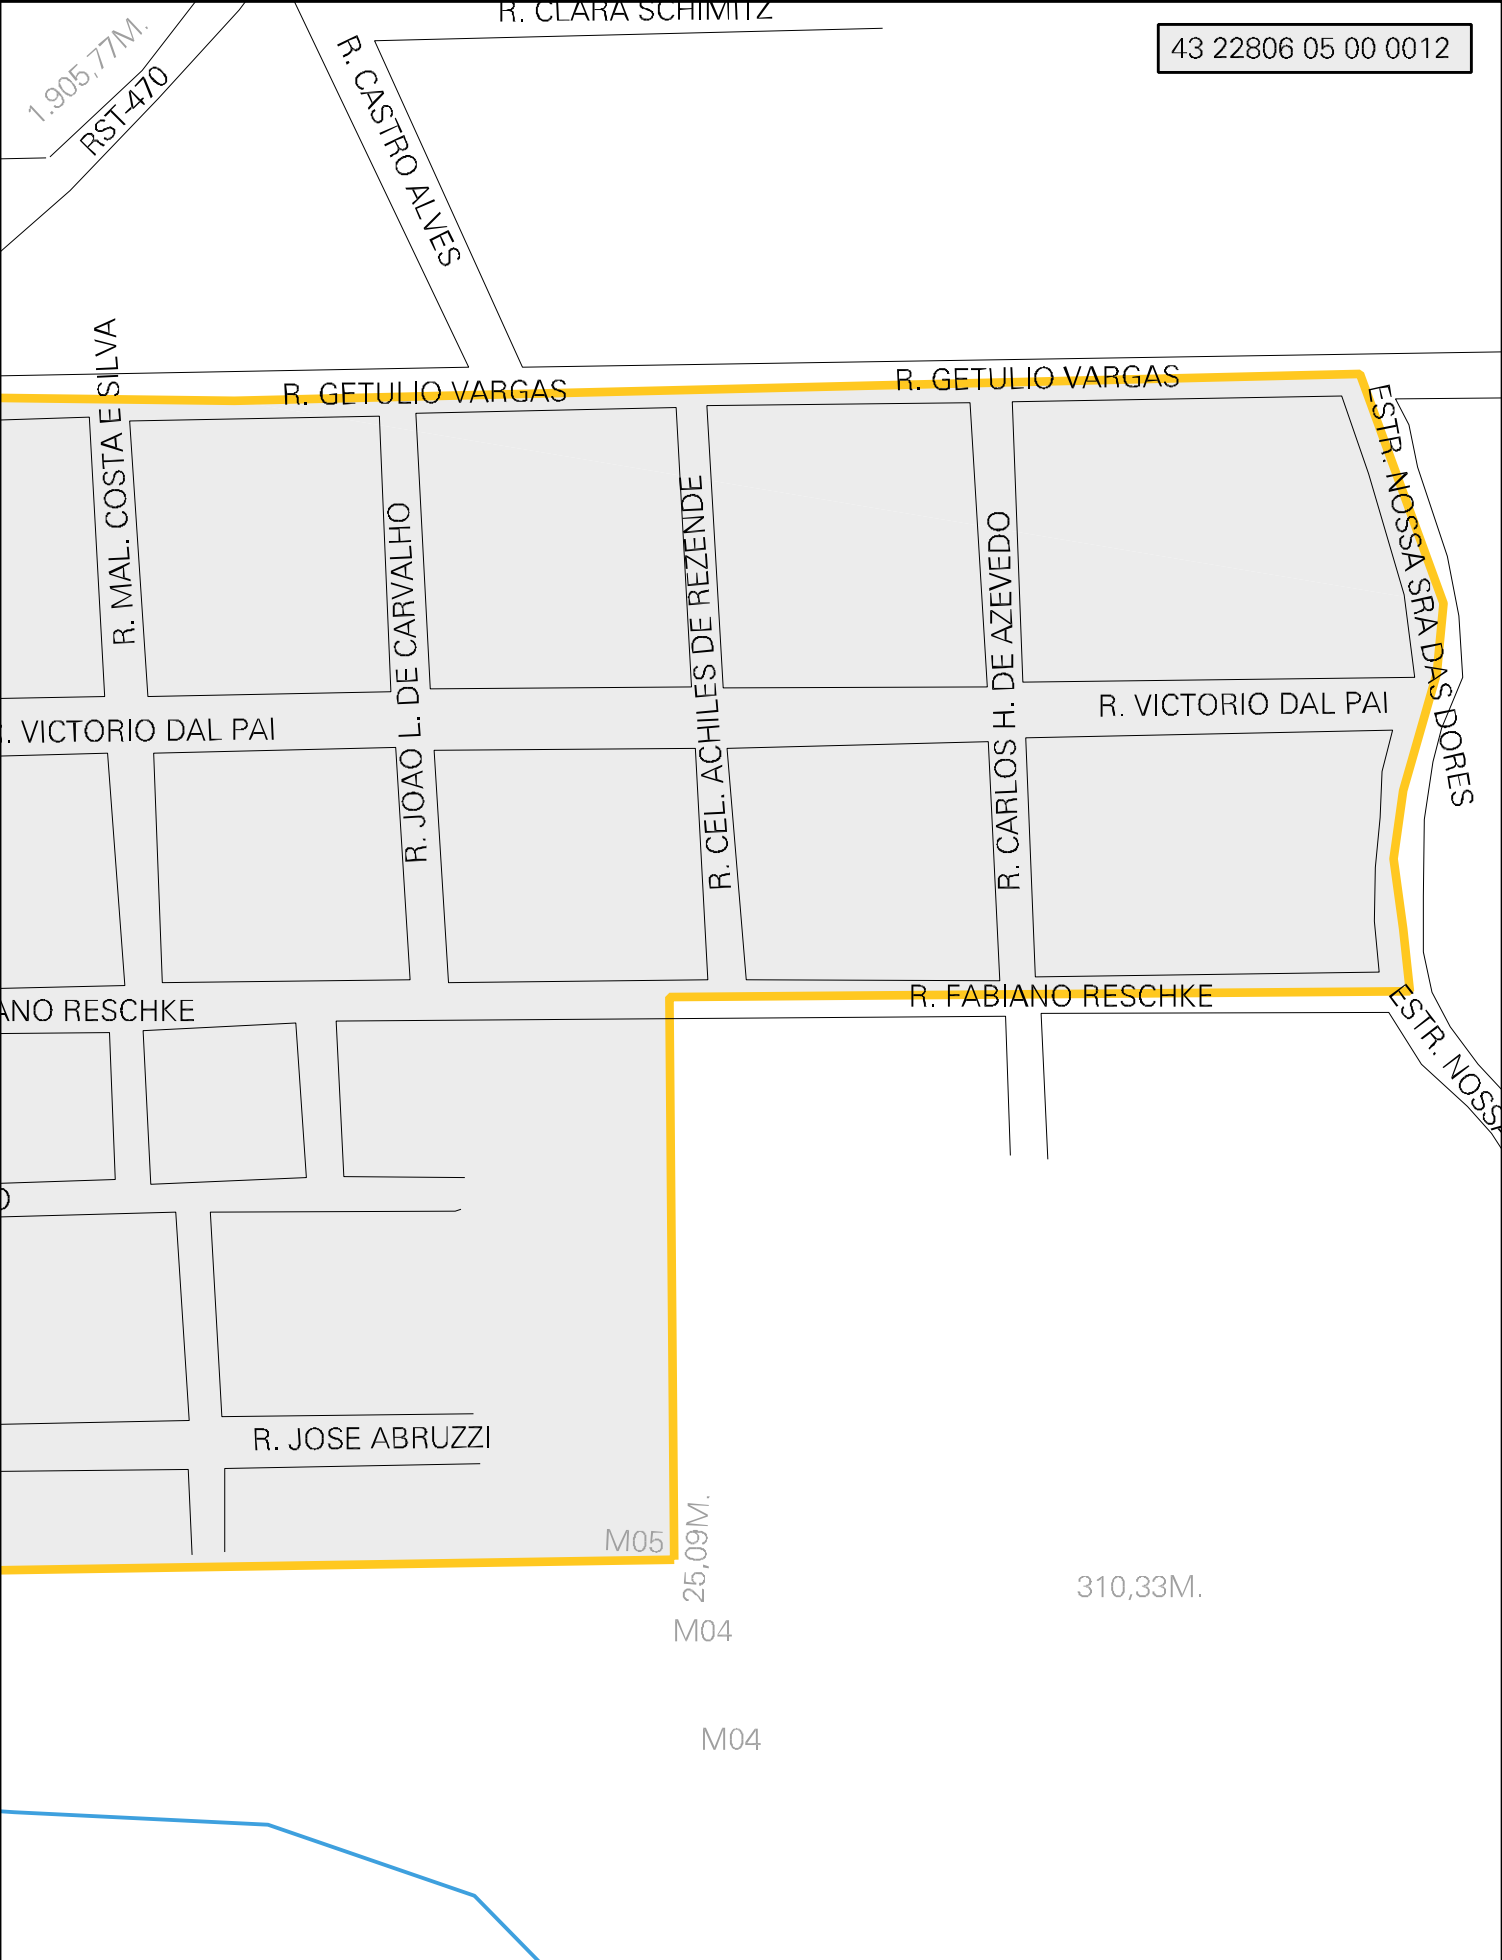 R. CLARA SCHIMITZ
43 22806 05 00 0012
1.905,77M.
RST-470
R. CASTRO ALVES
R. MAL. COSTA E SILVA
R. GETULIO VARGAS
R. GETULIO VARGAS
ESTR. NOSSA SRA DAS DORES
R. JOAO L. DE CARVALHO
R. CEL. ACHILES DE REZENDE
R. CARLOS H. DE AZEVEDO
. VICTORIO DAL PAI
R. VICTORIO DAL PAI
ANO RESCHKE
R. FABIANO RESCHKE
ESTR. NOSSA
O
R. JOSE ABRUZZI
M05
25,09M.
310,33M.
M04
M04